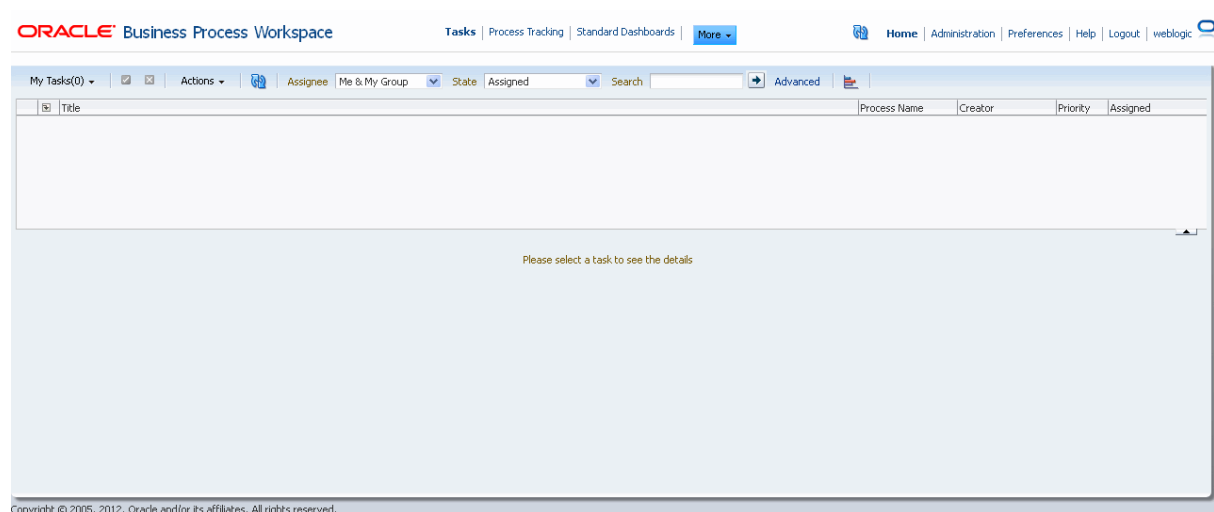 ORACLE Business Process Workspace Tasks | Process Tracking | Standard Dashboards | More Home | Administration | Preferences | Help | Logout | weblogic
My Tasks(0) Actions Assignee Me & My Group State Assigned Search Advanced
Title Process Name Creator Priority Assigned
Please select a task to see the details
Copyright © 2005, 2012, Oracle and/or its affiliates. All rights reserved.